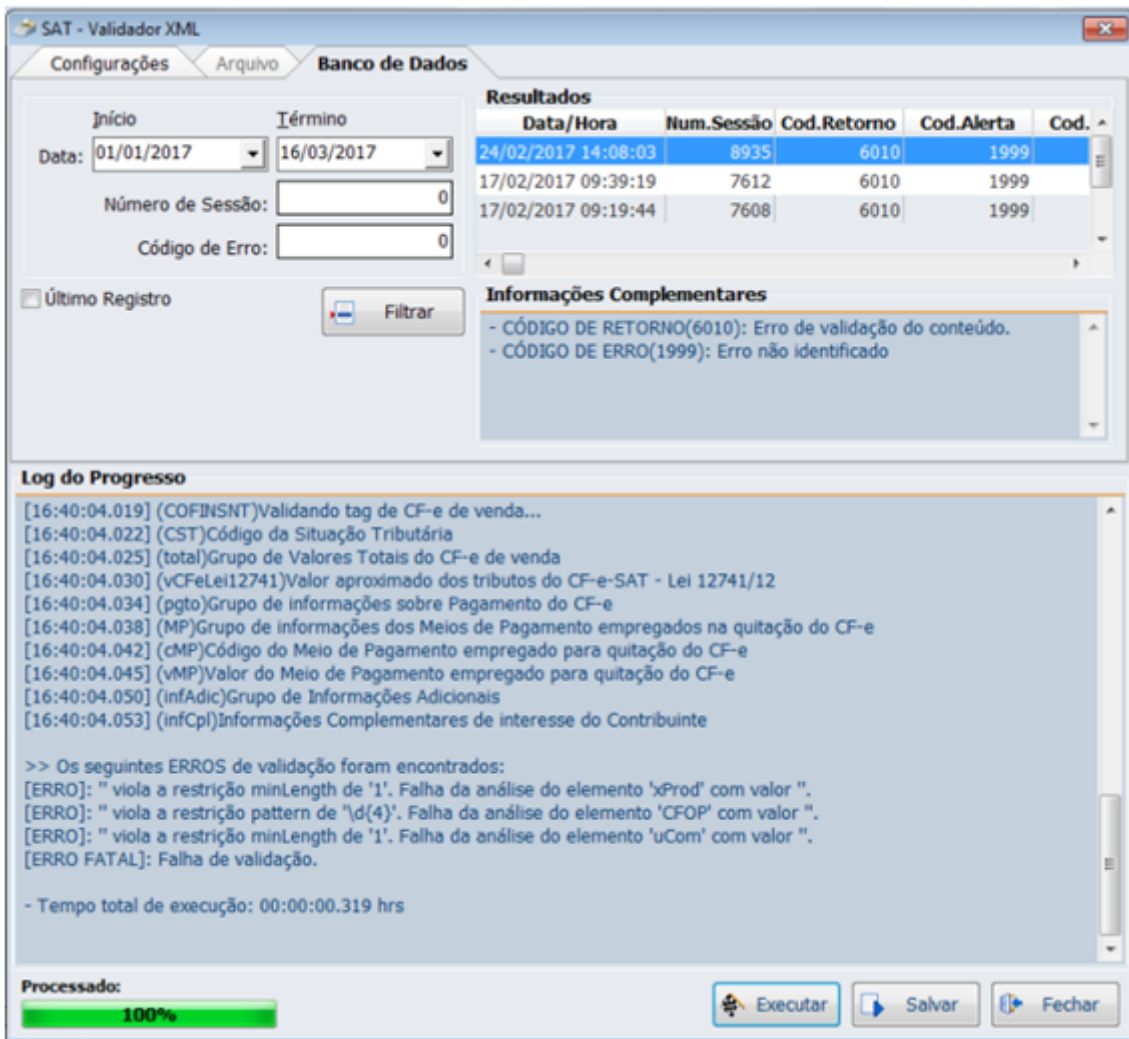 SAT - Validador XML
Configurações Arquivo Banco de Dados
Início Término
Data: 01/01/2017 16/03/2017
Número de Sessão: 0
Código de Erro: 0
Último Registro
Filtrar
Resultados
Data/Hora Num.Sessão Cod.Retorno Cod.Alerta Cod.
24/02/2017 14:08:03 8935 6010 1999
17/02/2017 09:39:19 7612 6010 1999
17/02/2017 09:19:44 7608 6010 1999
Informações Complementares
- CÓDIGO DE RETORNO(6010): Erro de validação do conteúdo.
- CÓDIGO DE ERRO(1999): Erro não identificado
Log do Progresso
[16:40:04.019] (COFINSNT)Validando tag de CF-e de venda...
[16:40:04.022] (CST)Código da Situação Tributária
[16:40:04.025] (total)Grupo de Valores Totais do CF-e de venda
[16:40:04.030] (vCFeLei12741)Valor aproximado dos tributos do CF-e-SAT - Lei 12741/12
[16:40:04.034] (pgto)Grupo de informações sobre Pagamento do CF-e
[16:40:04.038] (MP)Grupo de informações dos Meios de Pagamento empregados na quitação do CF-e
[16:40:04.042] (cMP)Código do Meio de Pagamento empregado para quitação do CF-e
[16:40:04.045] (vMP)Valor do Meio de Pagamento empregado para quitação do CF-e
[16:40:04.050] (infAdic)Grupo de Informações Adicionais
[16:40:04.053] (infCpl)Informações Complementares de interesse do Contribuinte
>> Os seguintes ERROS de validação foram encontrados:
[ERRO]: '' viola a restrição minLength de '1'. Falha da análise do elemento 'xProd' com valor ''.
[ERRO]: '' viola a restrição pattern de '\d{4}'. Falha da análise do elemento 'CFOP' com valor ''.
[ERRO]: '' viola a restrição minLength de '1'. Falha da análise do elemento 'uCom' com valor ''.
[ERRO FATAL]: Falha de validação.
- Tempo total de execução: 00:00:00.319 hrs
Processado:
100%
Executar Salvar Fechar